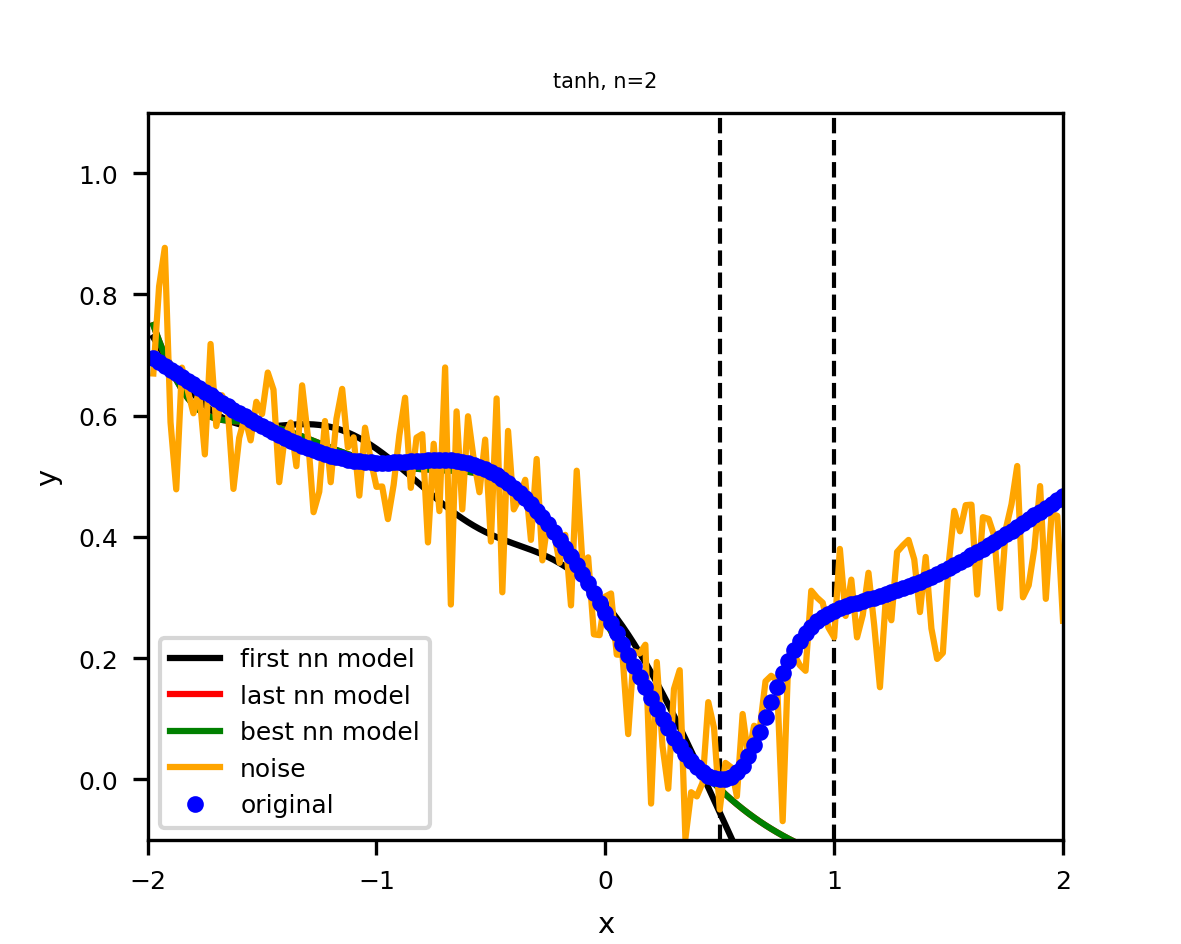 tanh, n=2
y
1.0
0.8
0.6
0.4
0.2
0.0
first nn model
last nn model
best nn model
noise
original
−2
−1
0
1
2
x